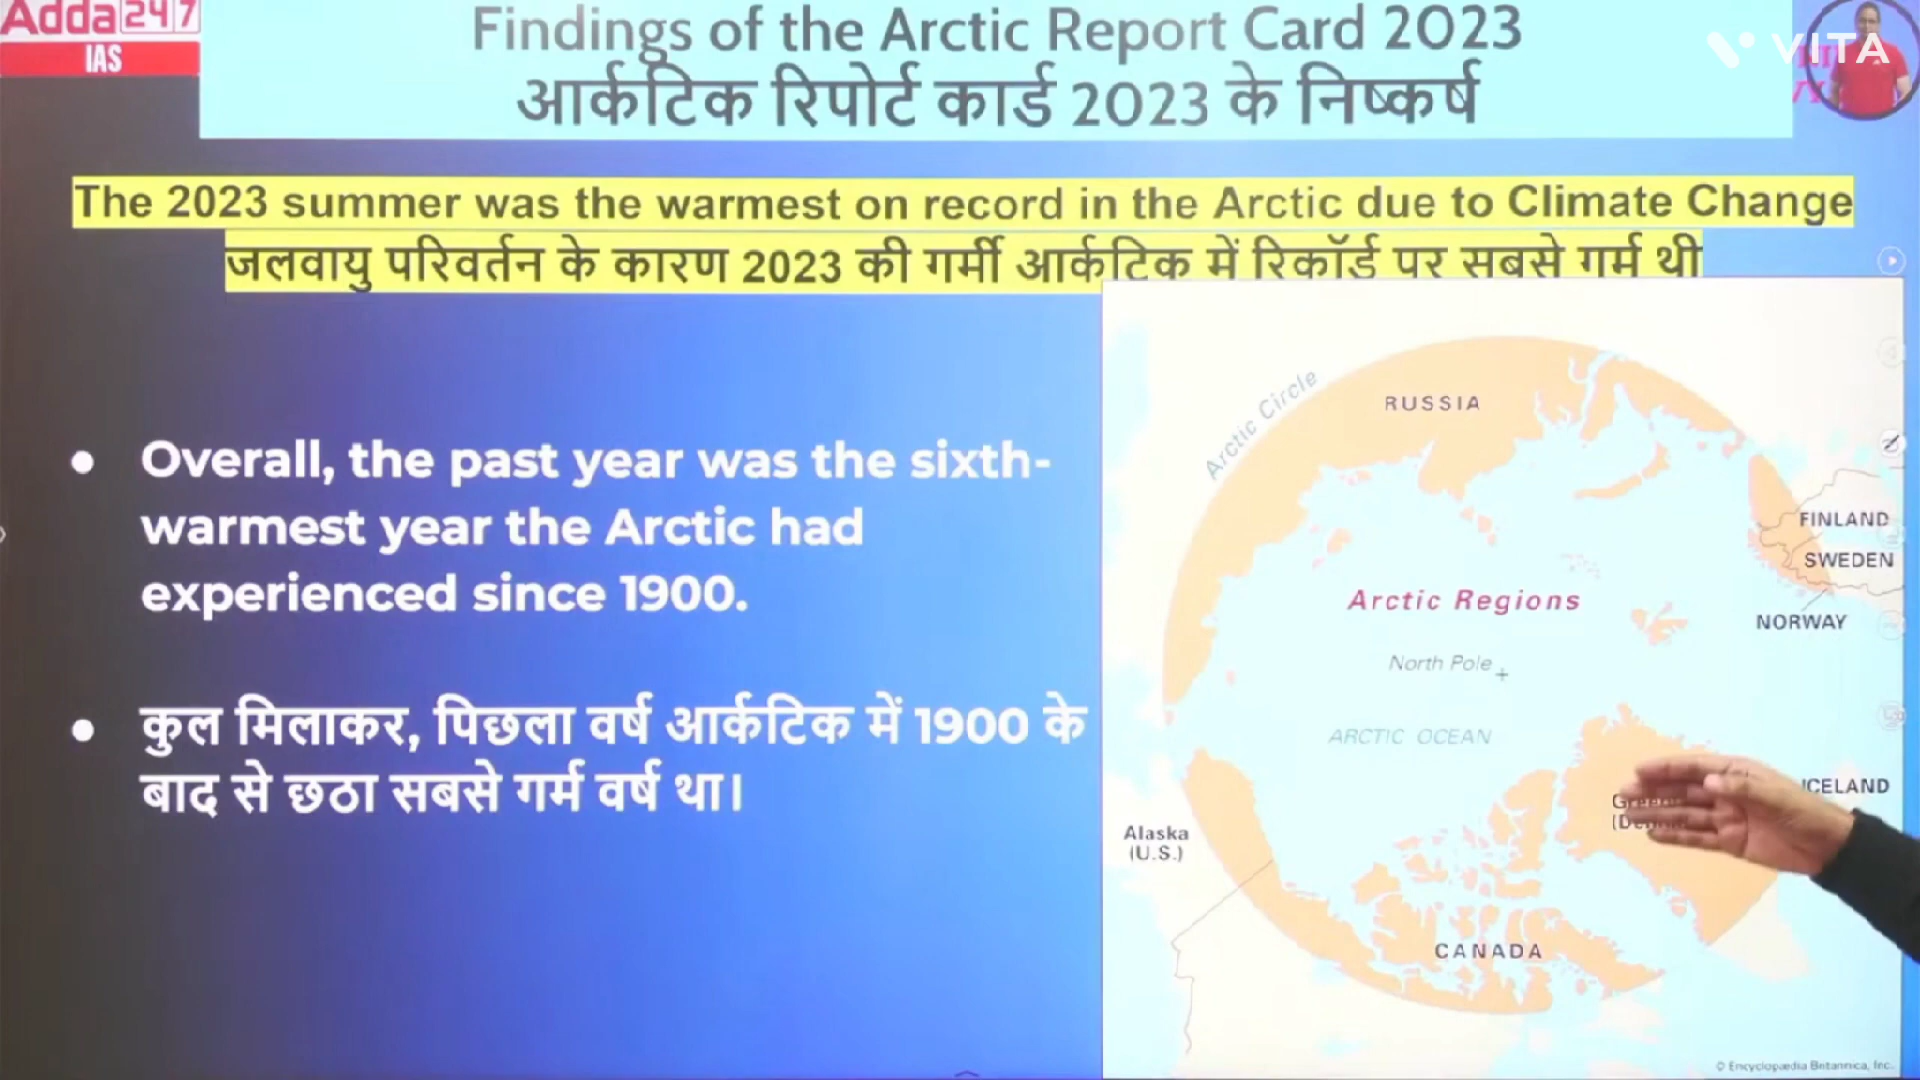 Adda247
IAS
Findings of the Arctic Report Card 2023
आर्कटिक रिपोर्ट कार्ड 2023 के निष्कर्ष
VITA
The 2023 summer was the warmest on record in the Arctic due to Climate Change
जलवायु परिवर्तन के कारण 2023 की गर्मी आर्कटिक में रिकॉर्ड पर सबसे गर्म थी
• Overall, the past year was the sixth-
warmest year the Arctic had
experienced since 1900.
• कुल मिलाकर, पिछला वर्ष आर्कटिक में 1900 के
बाद से छठा सबसे गर्म वर्ष था।
Arctic Circle
RUSSIA
FINLAND
SWEDEN
NORWAY
Arctic Regions
North Pole
ARCTIC OCEAN
ICELAND
Alaska
(U.S.)
CANADA
© Encyclopædia Britannica, Inc.